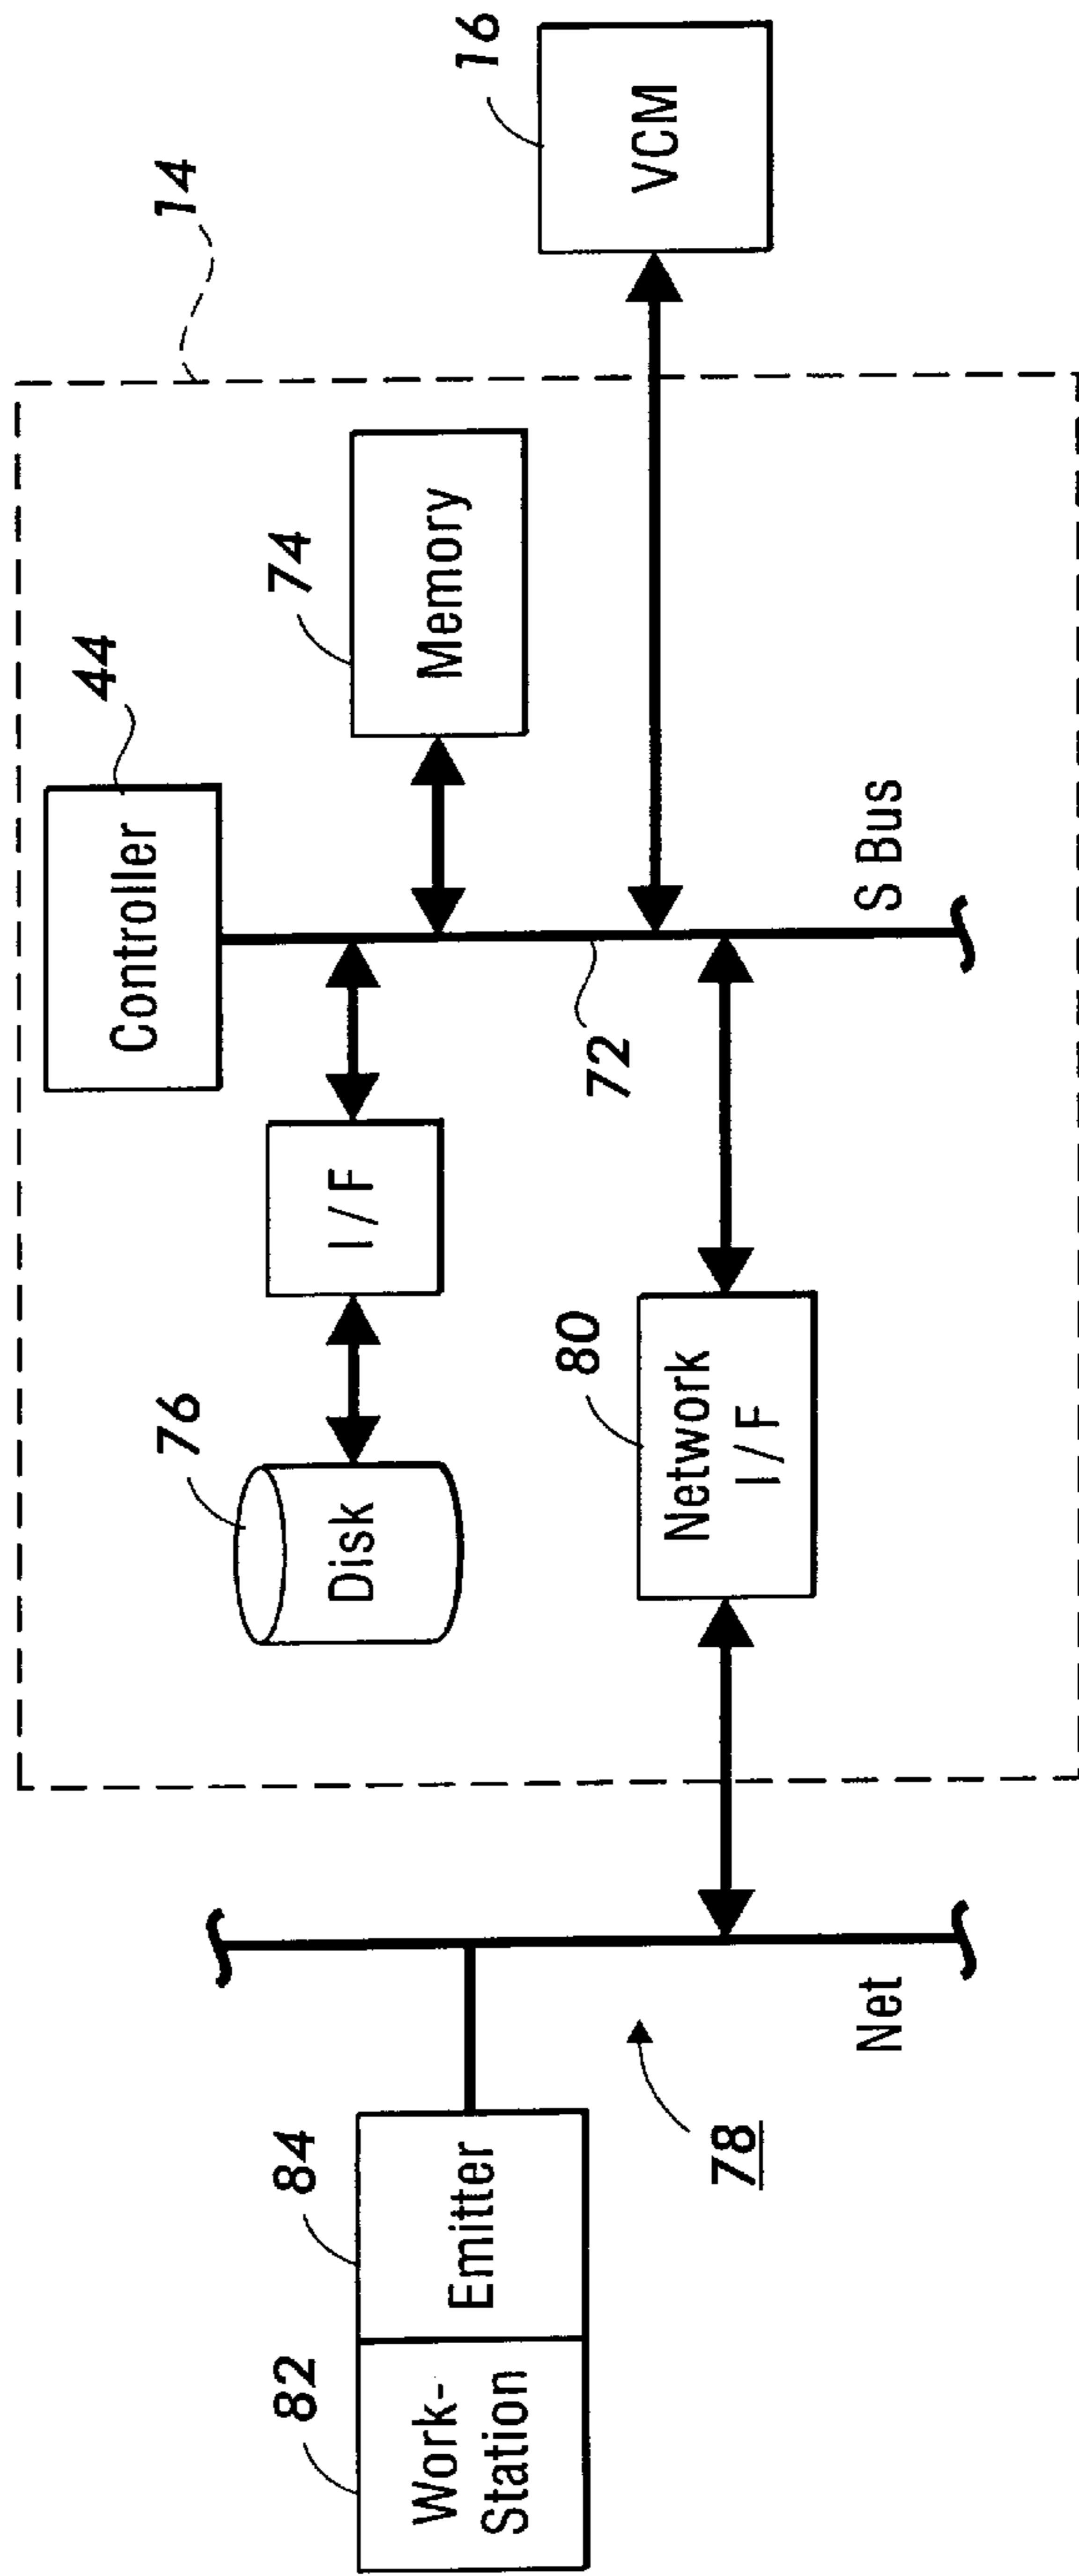 14
16
VCM
44
Controller
74
Memory
I/F
76
Disk
72
S Bus
80
Network
I/F
84
Emitter
82
Work-
Station
78
Net